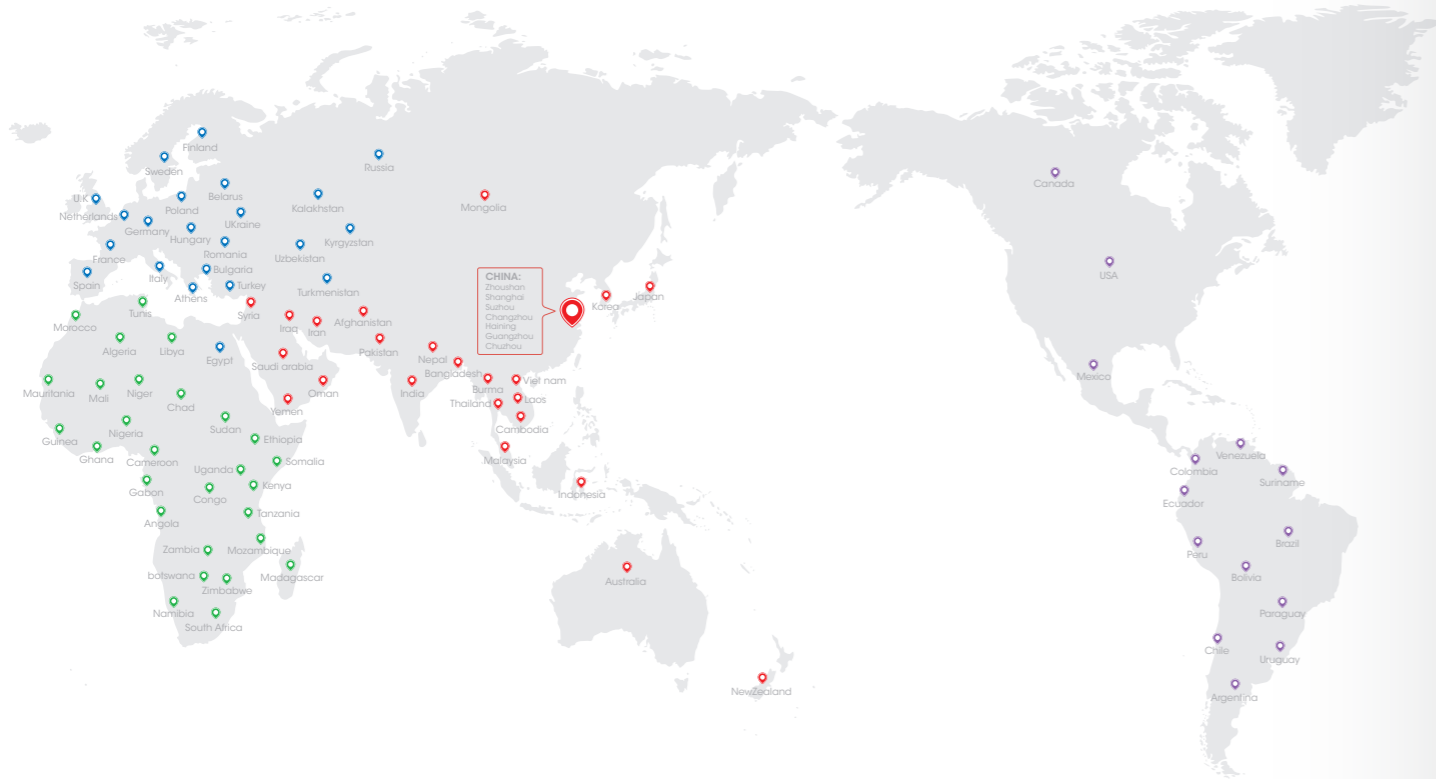 Finland
Sweden
Russia
U.K
Belarus
Poland
Kalakhstan
Mongolia
Canada
Netherlands
Germany
UKraine
Hungary
Kyrgyzstan
France
Romania
Uzbekistan
Italy
Bulgaria
Spain
Athens
Turkey
Turkmenistan
USA
CHINA:
Zhoushan
Shanghai
Suzhou
Changzhou
Haining
Guangzhou
Chuzhou
Korea
Japan
Tunis
Syria
Morocco
Iraq
Iran
Afghanistan
Algeria
Libya
Egypt
Saudi arabia
Pakistan
Nepal
Bangladesh
Mexico
Mauritania
Mali
Niger
Chad
Yemen
Oman
India
Burma
Viet nam
Thailand
Laos
Cambodia
Guinea
Nigeria
Sudan
Ethiopia
Ghana
Cameroon
Somalia
Malaysia
Venezuela
Colombia
Suriname
Uganda
Gabon
Congo
Kenya
Indonesia
Ecuador
Angola
Tanzania
Zambia
Mozambique
Peru
Brazil
botswana
Zimbabwe
Madagascar
Australia
Bolivia
Namibia
South Africa
Paraguay
Chile
Uruguay
NewZealand
Argentina